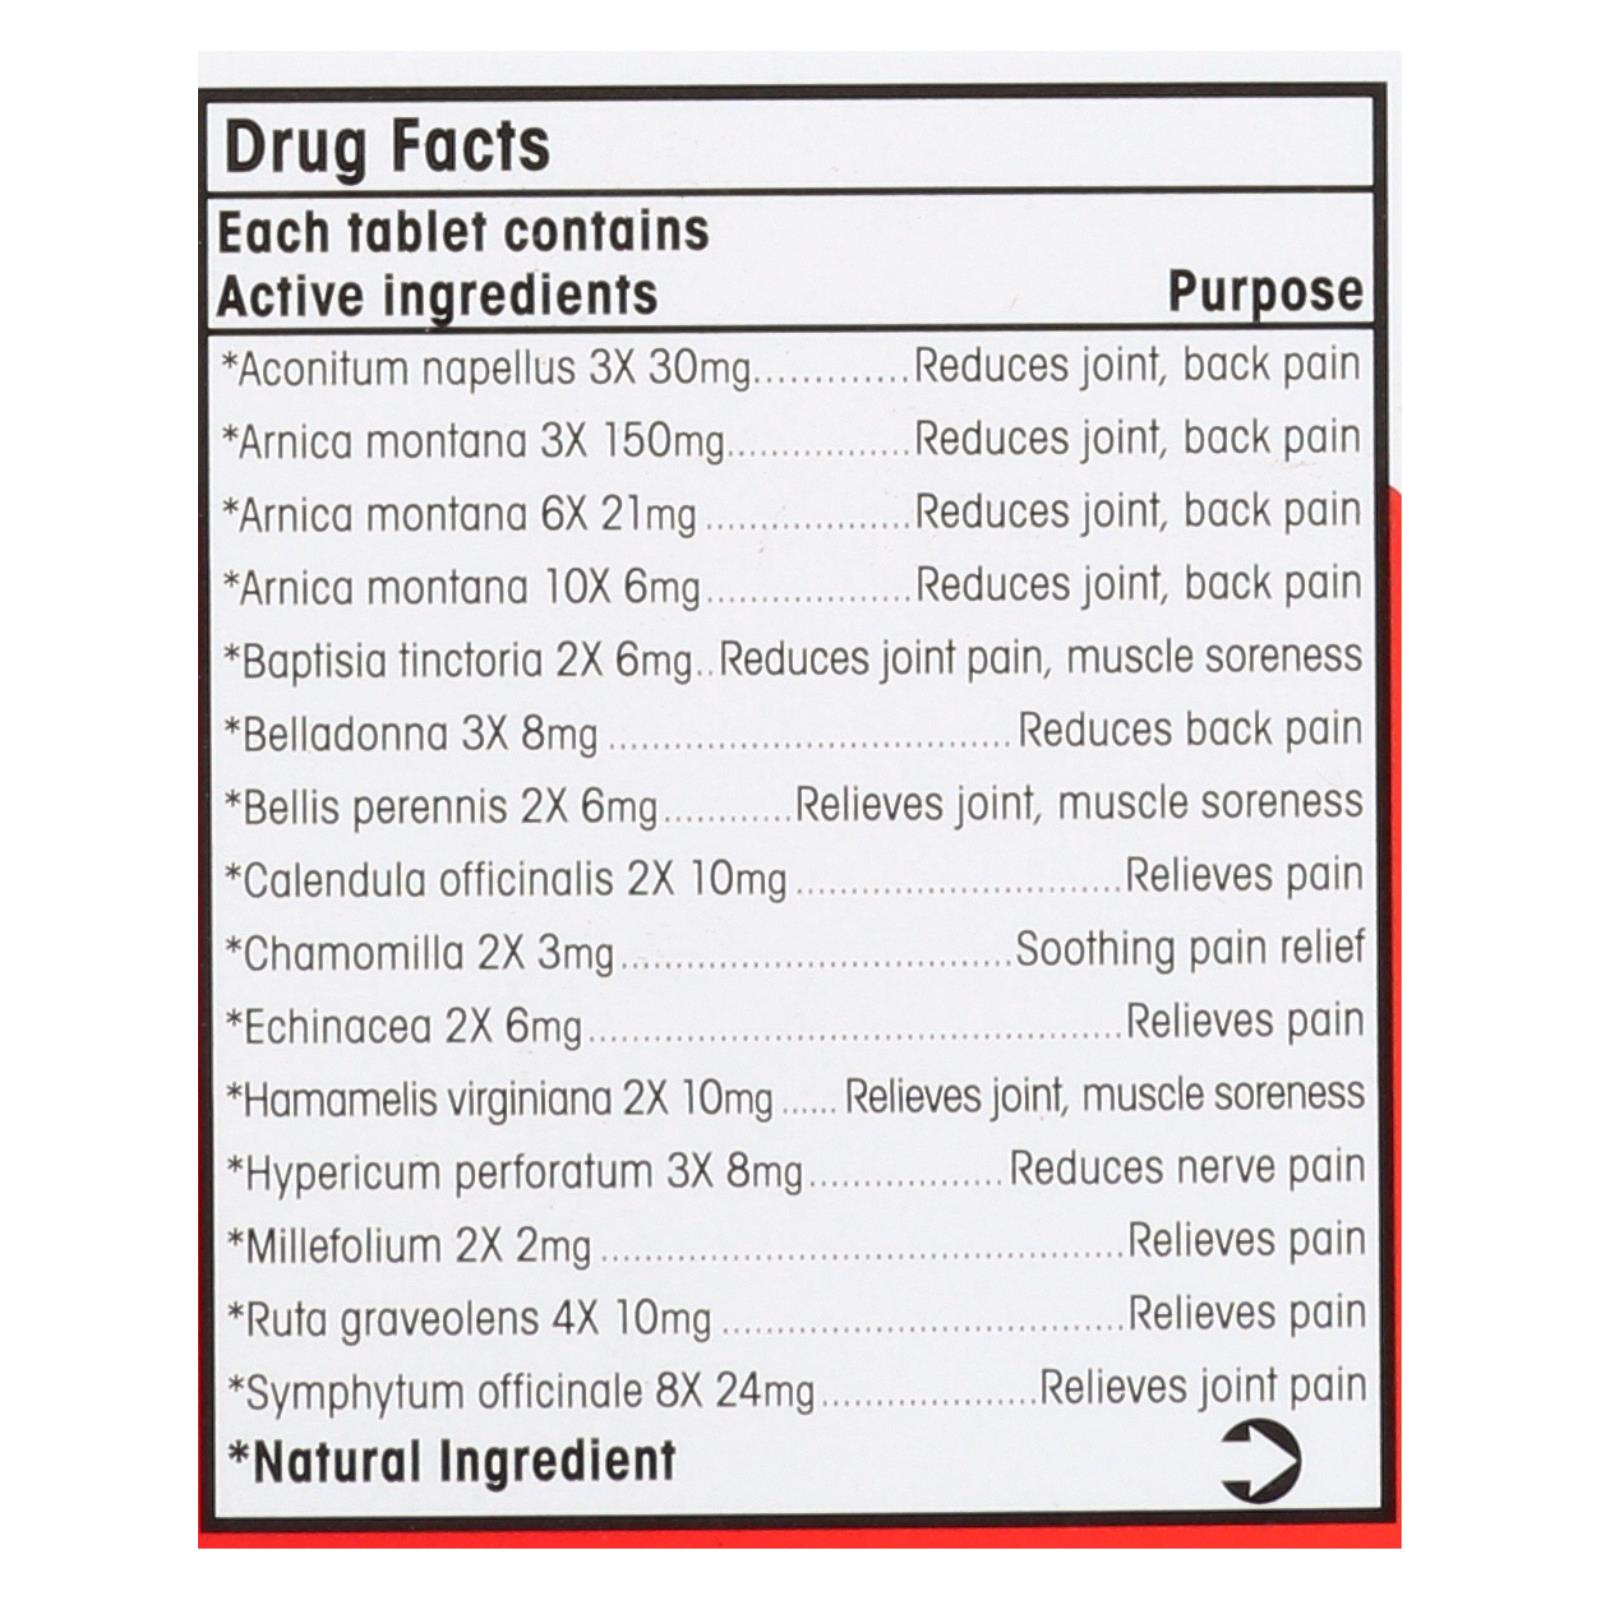 Drug Facts
Each tablet contains
Active ingredients Purpose
*Aconitum napellus 3X 30mg.............Reduces joint, back pain
*Arnica montana 3X 150mg................Reduces joint, back pain
*Arnica montana 6X 21mg ..................Reduces joint, back pain
*Arnica montana 10X 6mg..................Reduces joint, back pain
*Baptisia tinctoria 2X 6mg..Reduces joint pain, muscle soreness
*Belladonna 3X 8mg ....................................Reduces back pain
*Bellis perennis 2X 6mg............Relieves joint, muscle soreness
*Calendula officinalis 2X 10mg .............................Relieves pain
*Chamomilla 2X 3mg...................................Soothing pain relief
*Echinacea 2X 6mg................................................Relieves pain
*Hamamelis virginiana 2X 10mg ...... Relieves joint, muscle soreness
*Hypericum perforatum 3X 8mg..................Reduces nerve pain
*Millefolium 2X 2mg ...............................................Relieves pain
*Ruta graveolens 4X 10mg ....................................Relieves pain
*Symphytum officinale 8X 24mg...................Relieves joint pain
*Natural Ingredient